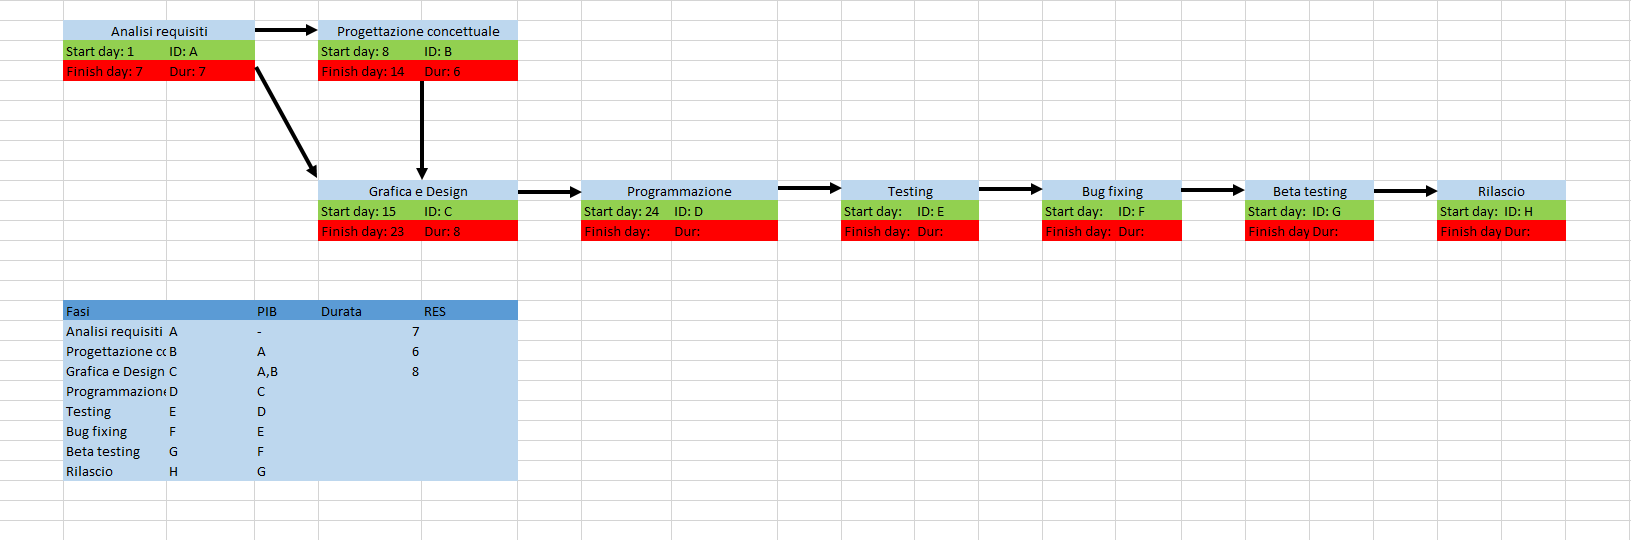 Analisi requisiti
Start day: 1 ID: A
Finish day: 7 Dur: 7
Progettazione concettuale
Start day: 8 ID: B
Finish day: 14 Dur: 6
Grafica e Design
Start day: 15 ID: C
Finish day: 23 Dur: 8
Programmazione
Start day: 24 ID: D
Finish day: Dur:
Testing
Start day: ID: E
Finish day: Dur:
Bug fixing
Start day: ID: F
Finish day: Dur:
Beta testing
Start day: ID: G
Finish day Dur:
Rilascio
Start day: ID: H
Finish day Dur:
Fasi PIB Durata RES
Analisi requisiti A - 7
Progettazione co B A 6
Grafica e Design C A,B 8
Programmazione D C
Testing E D
Bug fixing F E
Beta testing G F
Rilascio H G